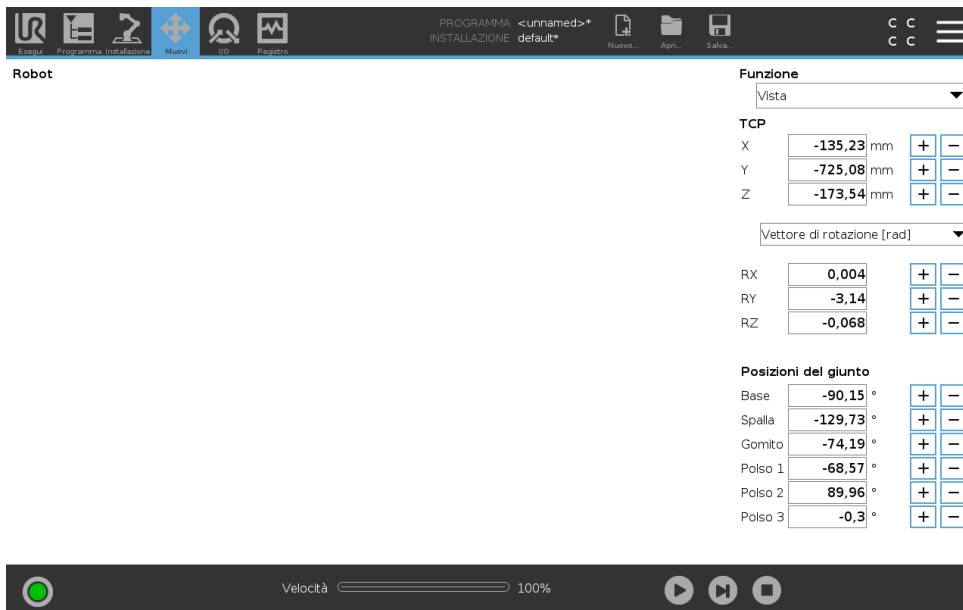 UR
Esegui
Programma
Installazione
Muovi
I/O
Registro
PROGRAMMA <unnamed>*
INSTALLAZIONE default*
Nuovo...
Apri...
Salva...
C C
C C
Robot
Funzione
Vista
TCP
X -135,23 mm + −
Y -725,08 mm + −
Z -173,54 mm + −
Vettore di rotazione [rad]
RX 0,004 + −
RY -3,14 + −
RZ -0,068 + −
Posizioni del giunto
Base -90,15 ° + −
Spalla -129,73 ° + −
Gomito -74,19 ° + −
Polso 1 -68,57 ° + −
Polso 2 89,96 ° + −
Polso 3 -0,3 ° + −
Velocità 100%